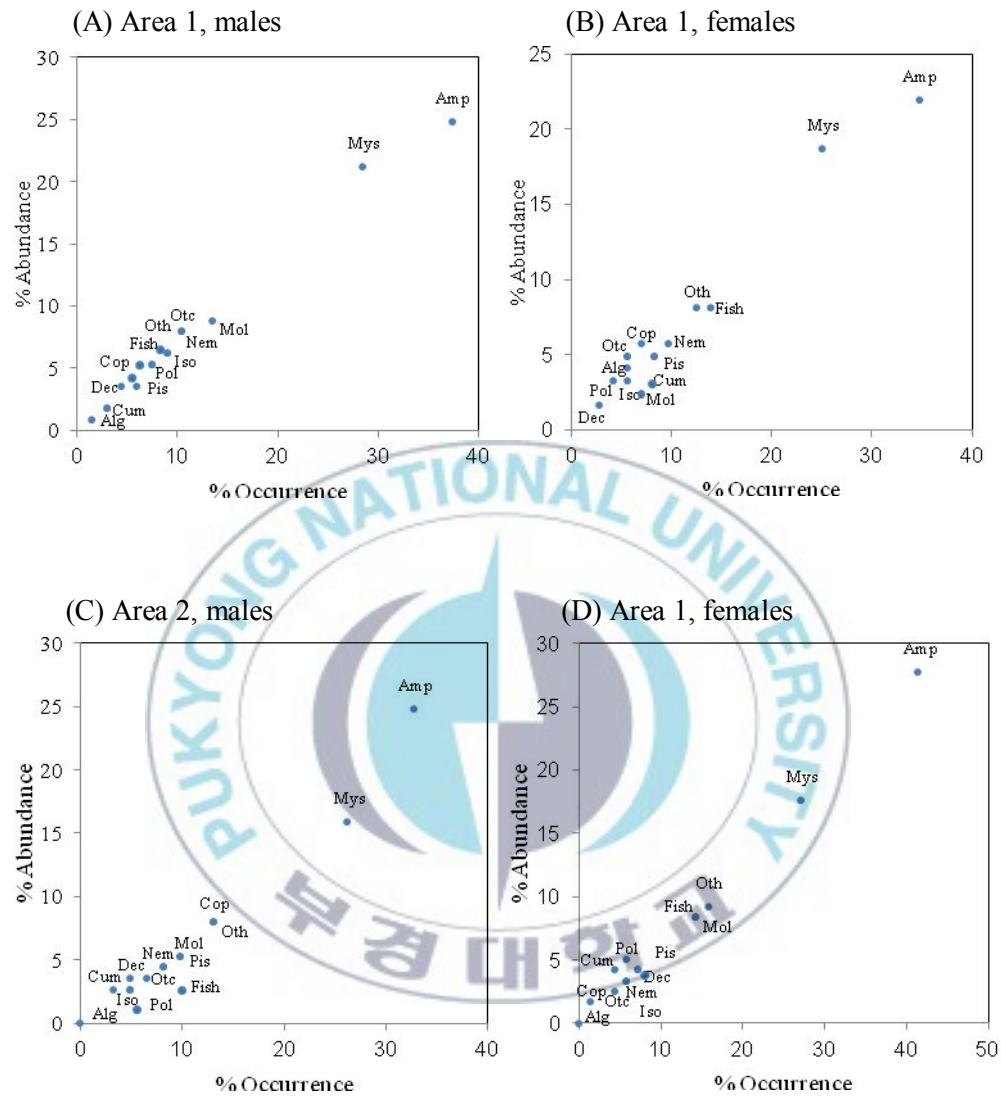 (A) Area 1, males
30
25
20
15
10
5
0
% Abundance
Amp
Mys
Otc
Mol
Oth
Nem
Fish
Iso
Cop
Pol
Dec
Pis
Cum
Alg
0 10 20 30 40
% Occurrence
(B) Area 1, females
25
20
15
10
5
0
% Abundance
Amp
Mys
Oth
Fish
Cop
Nem
Otc
Pis
Alg
Cum
Pol
Iso
Mol
Dec
0 10 20 30 40
% Occurrence
PUKYONG NATIONAL UNIVERSITY
부경대학교
(C) Area 2, males
30
25
20
15
10
5
0
% Abundance
Amp
Mys
Cop
Oth
Mol
Nem
Pis
Dec
Cum
Otc
Fish
Iso
Pol
Alg
0 10 20 30 40
% Occurrence
(D) Area 1, females
30
25
20
15
10
5
0
% Abundance
Amp
Mys
Oth
Fish
Mol
Pol
Pis
Cum
Dec
Cop
Nem
Otc
Iso
Alg
0 10 20 30 40 50
% Occurrence